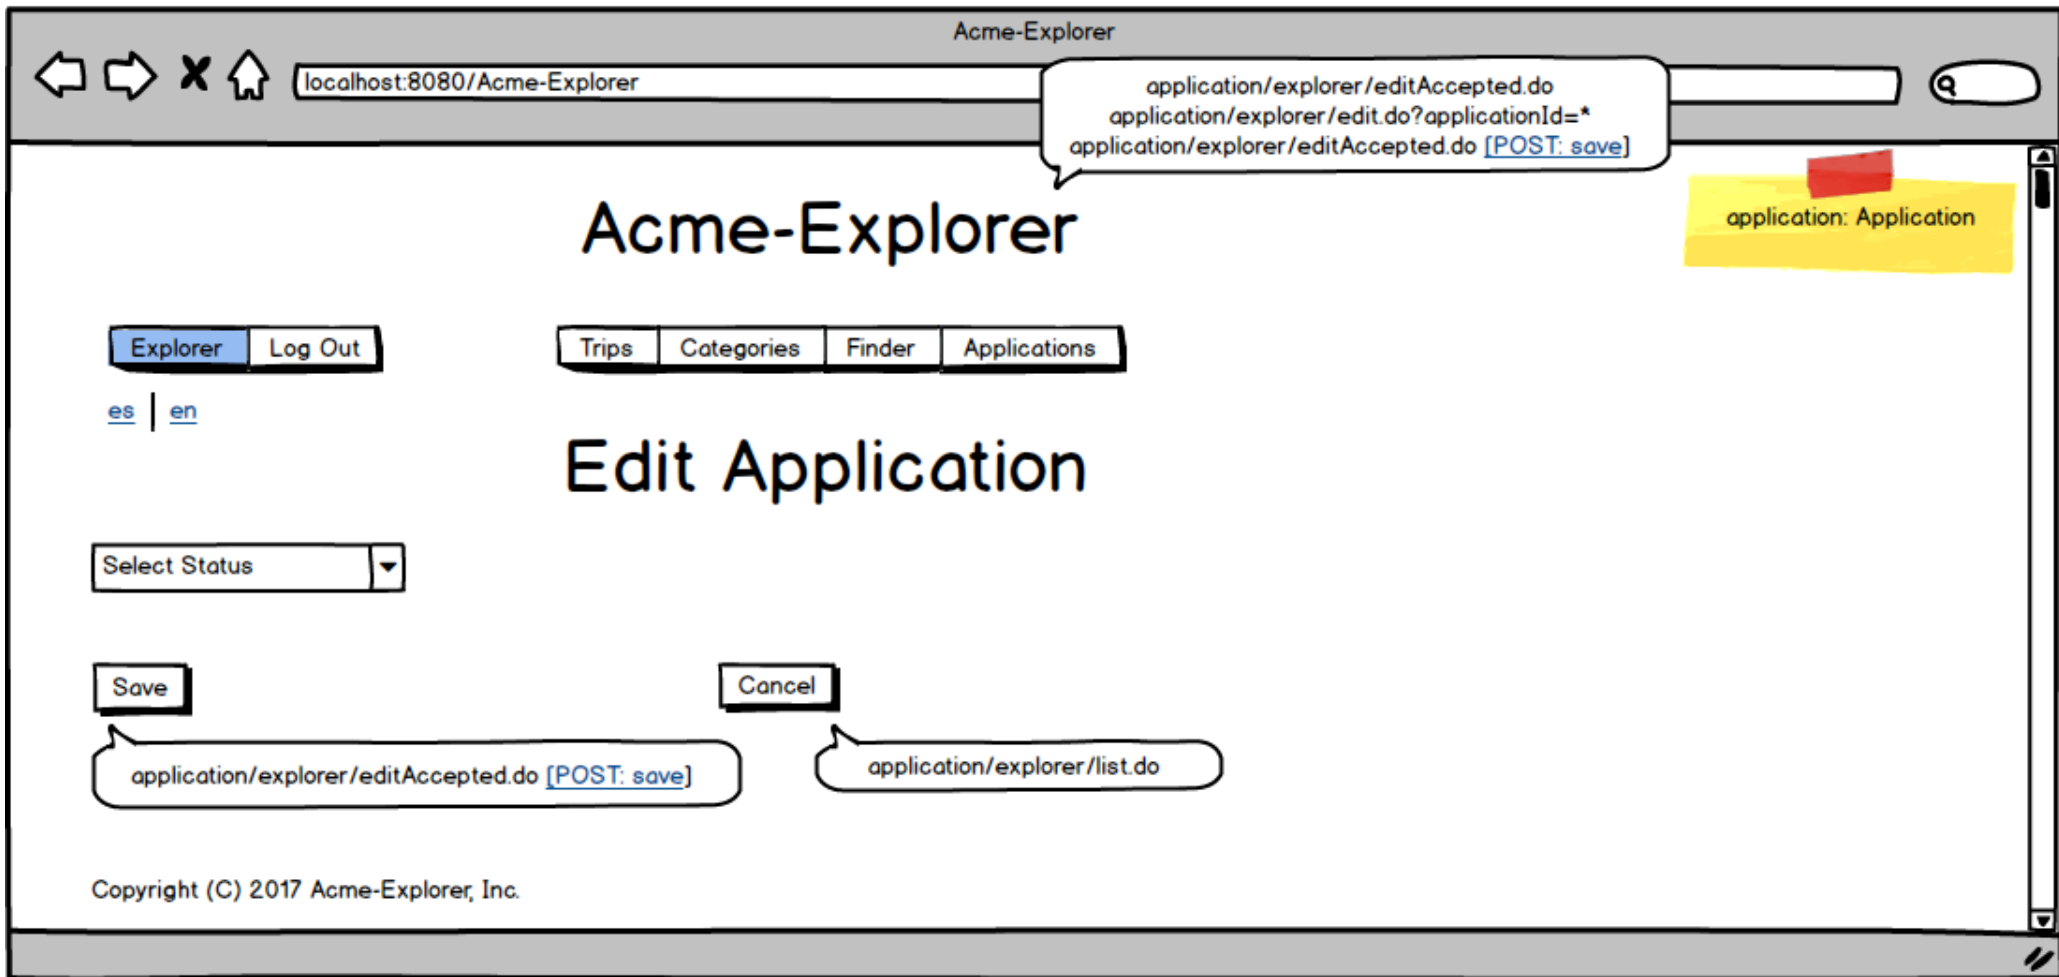 Acme-Explorer
localhost:8080/Acme-Explorer
application/explorer/editAccepted.do
application/explorer/edit.do?applicationId=*
application/explorer/editAccepted.do [POST: save]
application: Application
Acme-Explorer
Explorer Log Out Trips Categories Finder Applications
es en
Edit Application
Select Status
Save Cancel
application/explorer/editAccepted.do [POST: save] application/explorer/list.do
Copyright (C) 2017 Acme-Explorer, Inc.